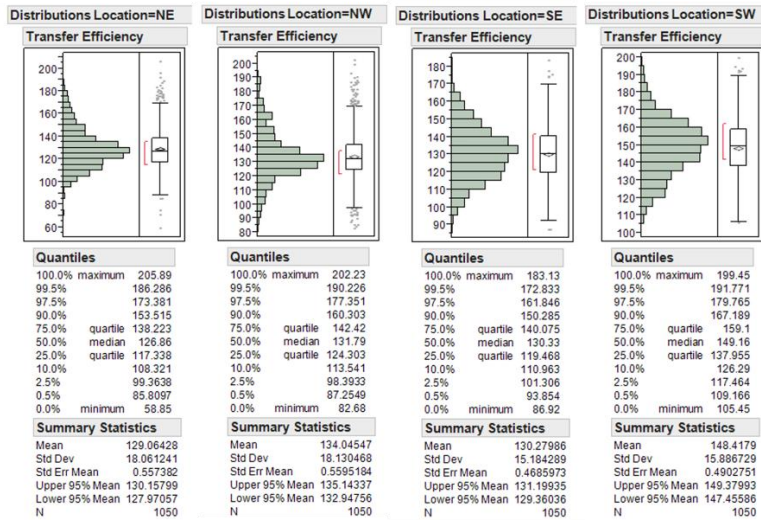 Distributions Location=NE
Transfer Efficiency
200
180
160
140
120
100
80
60
Quantiles
100.0% maximum 205.89
99.5% 186.286
97.5% 173.381
90.0% 153.515
75.0% quartile 138.223
50.0% median 126.86
25.0% quartile 117.338
10.0% 108.321
2.5% 99.3638
0.5% 85.8097
0.0% minimum 58.85
Summary Statistics
Mean 129.06428
Std Dev 18.061241
Std Err Mean 0.557382
Upper 95% Mean 130.15799
Lower 95% Mean 127.97057
N 1050
Distributions Location=NW
Transfer Efficiency
200
190
180
170
160
150
140
130
120
110
100
90
80
Quantiles
100.0% maximum 202.23
99.5% 190.226
97.5% 177.351
90.0% 160.303
75.0% quartile 142.42
50.0% median 131.79
25.0% quartile 124.303
10.0% 113.541
2.5% 98.3933
0.5% 87.2549
0.0% minimum 82.68
Summary Statistics
Mean 134.04547
Std Dev 18.130468
Std Err Mean 0.5595184
Upper 95% Mean 135.14337
Lower 95% Mean 132.94756
N 1050
Distributions Location=SE
Transfer Efficiency
180
170
160
150
140
130
120
110
100
90
Quantiles
100.0% maximum 183.13
99.5% 172.833
97.5% 161.846
90.0% 150.285
75.0% quartile 140.075
50.0% median 130.33
25.0% quartile 119.468
10.0% 110.963
2.5% 101.306
0.5% 93.854
0.0% minimum 86.92
Summary Statistics
Mean 130.27986
Std Dev 15.184289
Std Err Mean 0.4685973
Upper 95% Mean 131.19935
Lower 95% Mean 129.36036
N 1050
Distributions Location=SW
Transfer Efficiency
200
190
180
170
160
150
140
130
120
110
100
Quantiles
100.0% maximum 199.45
99.5% 191.771
97.5% 179.765
90.0% 167.189
75.0% quartile 159.1
50.0% median 149.16
25.0% quartile 137.955
10.0% 126.29
2.5% 117.464
0.5% 109.166
0.0% minimum 105.45
Summary Statistics
Mean 148.4179
Std Dev 15.886729
Std Err Mean 0.4902751
Upper 95% Mean 149.37993
Lower 95% Mean 147.45586
N 1050